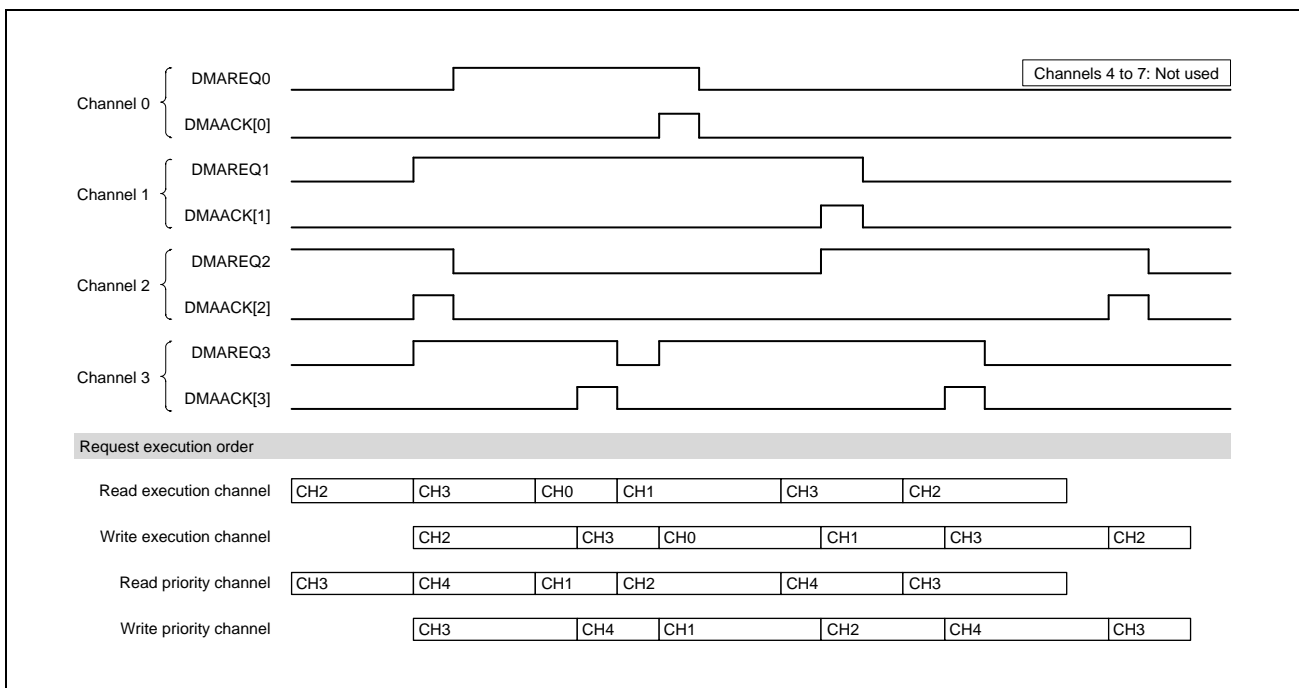 Channels 4 to 7: Not used
Channel 0
DMAREQ0
DMAACK[0]
Channel 1
DMAREQ1
DMAACK[1]
Channel 2
DMAREQ2
DMAACK[2]
Channel 3
DMAREQ3
DMAACK[3]
Request execution order
Read execution channel CH2 CH3 CH0 CH1 CH3 CH2
Write execution channel CH2 CH3 CH0 CH1 CH3 CH2
Read priority channel CH3 CH4 CH1 CH2 CH4 CH3
Write priority channel CH3 CH4 CH1 CH2 CH4 CH3